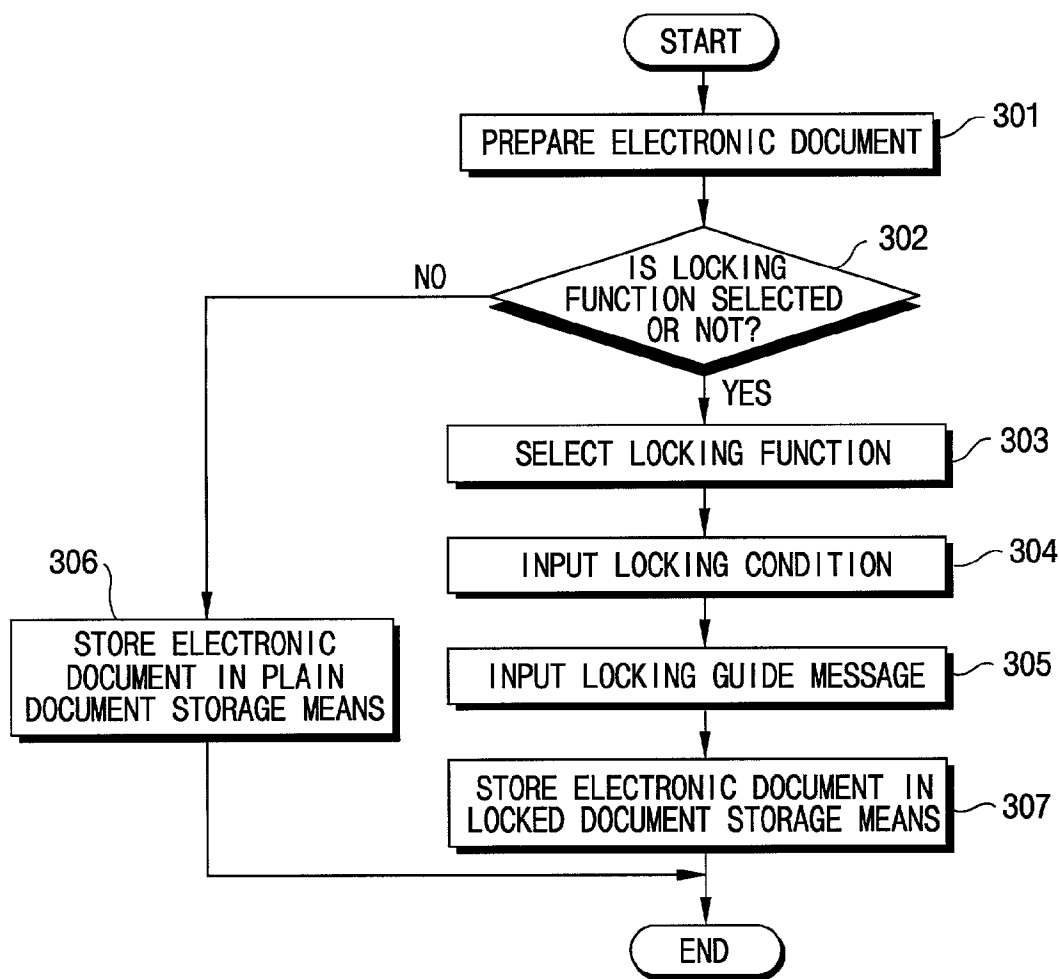 START
301
PREPARE ELECTRONIC DOCUMENT
302
IS LOCKING
FUNCTION SELECTED
OR NOT?
NO
YES
303
SELECT LOCKING FUNCTION
304
INPUT LOCKING CONDITION
306
STORE ELECTRONIC
DOCUMENT IN PLAIN
DOCUMENT STORAGE MEANS
305
INPUT LOCKING GUIDE MESSAGE
STORE ELECTRONIC DOCUMENT IN
LOCKED DOCUMENT STORAGE MEANS
307
END